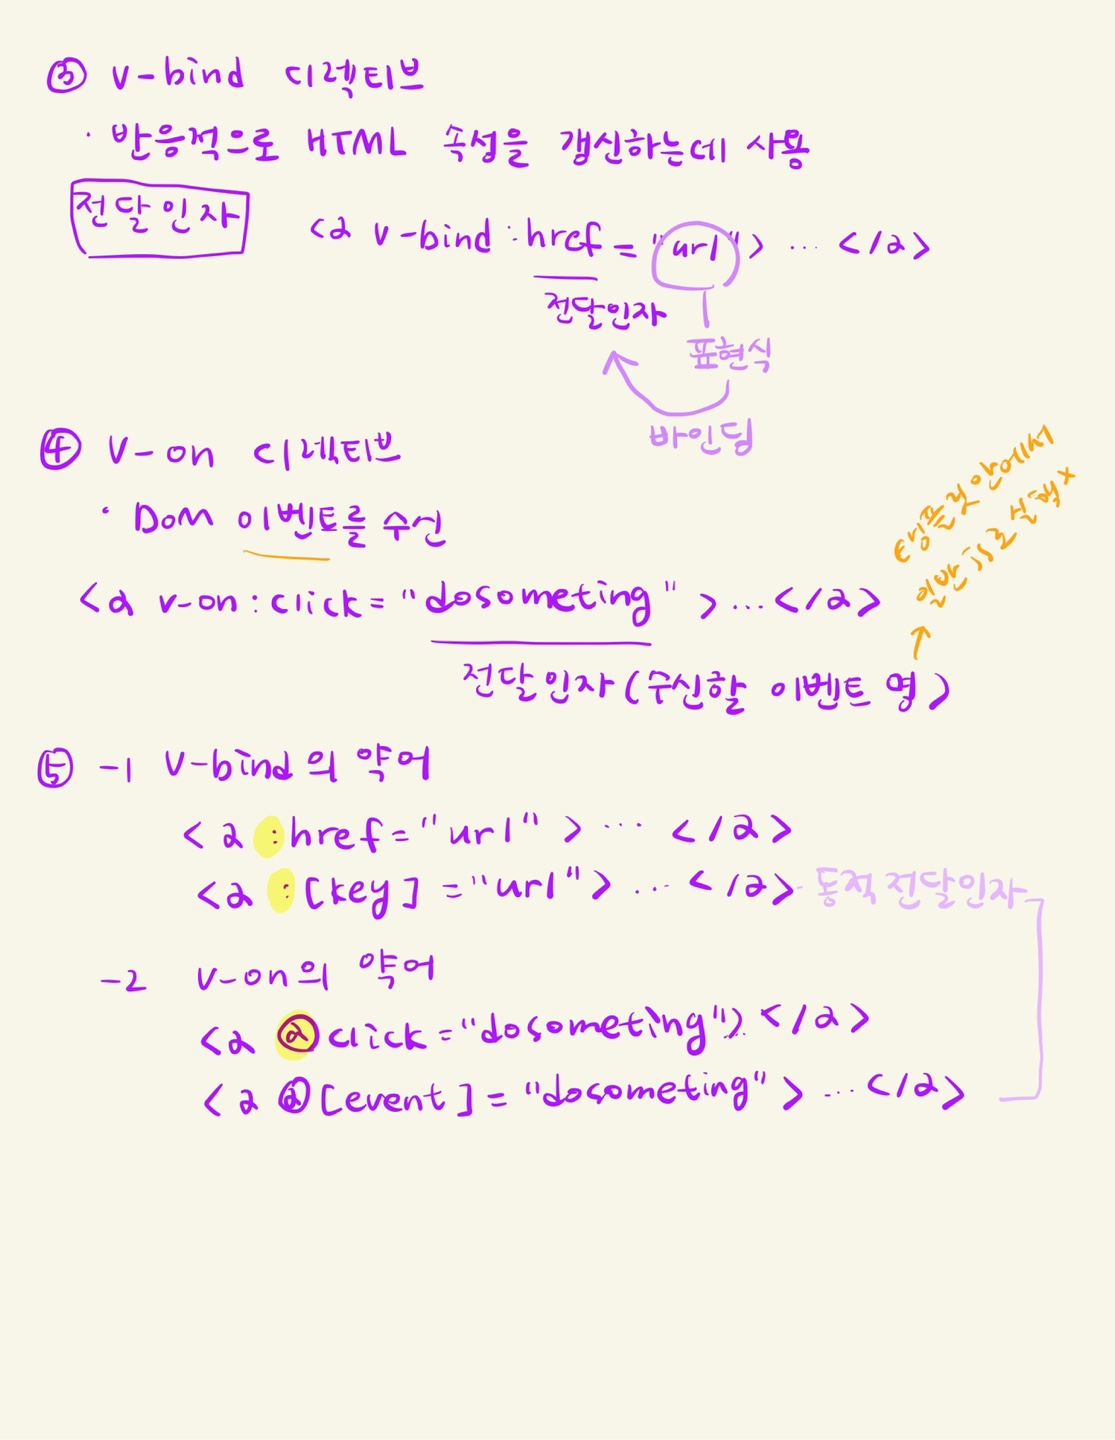 ③ v-bind 디렉티브
· 반응적으로 HTML 속성을 갱신하는데 사용
전달인자
<a v-bind:href = "url"> ... </a>
전달인자
표현식
바인딩
④ v-on 디렉티브
· DOM 이벤트를 수신
템플릿 안에서
일반 js로 실행x
<a v-on:click="dosometing">...</a>
전달인자(수신할 이벤트 명)
⑤ -1 v-bind의 약어
<a :href="url"> ... </a>
<a :[key]="url"> ... </a> 동적 전달인자
-2 v-on의 약어
<a @click="dosometing"> </a>
<a @[event]="dosometing"> ... </a>